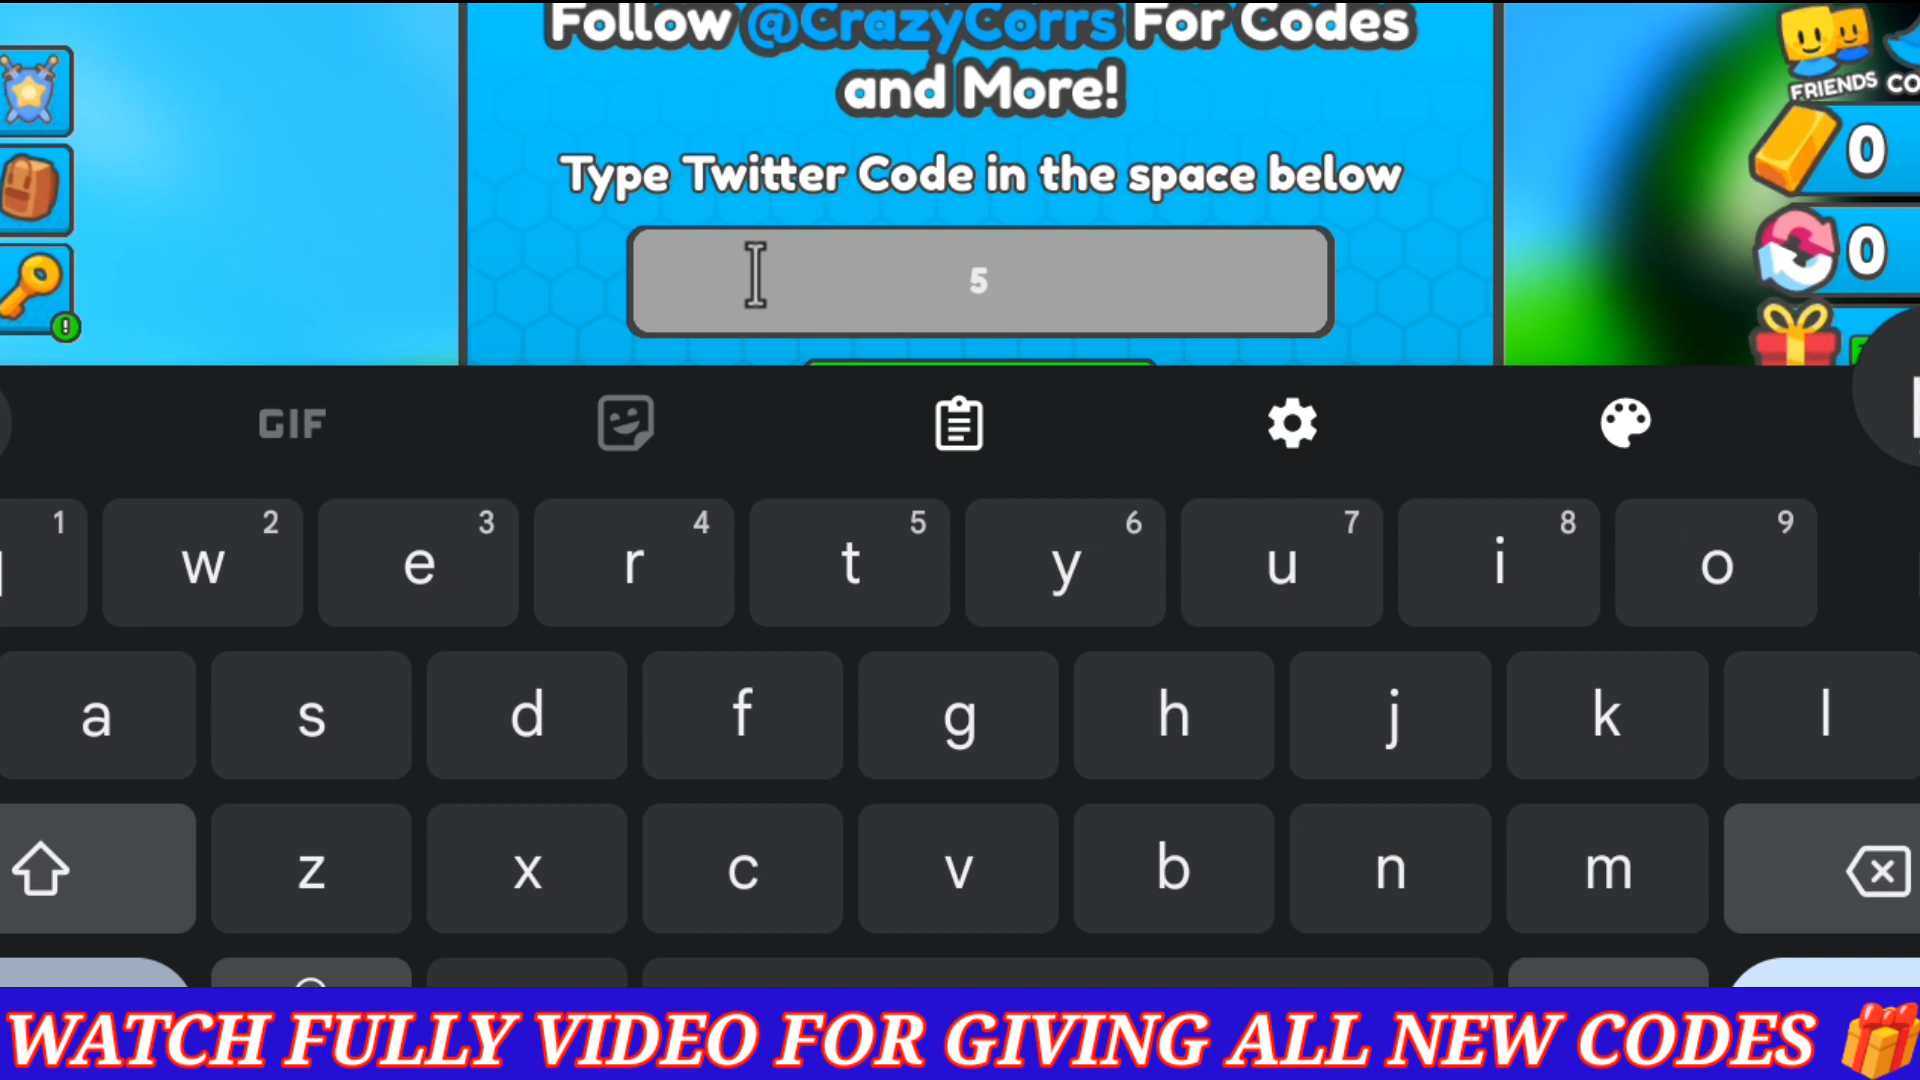 Follow @CrazyCorrs For Codes
and More!
Type Twitter Code in the space below
5
FRIENDS
0
0
!
GIF
1 2 3 4 5 6 7 8 9
w e r t y u i o
a s d f g h j k l
z x c v b n m
WATCH FULLY VIDEO FOR GIVING ALL NEW CODES